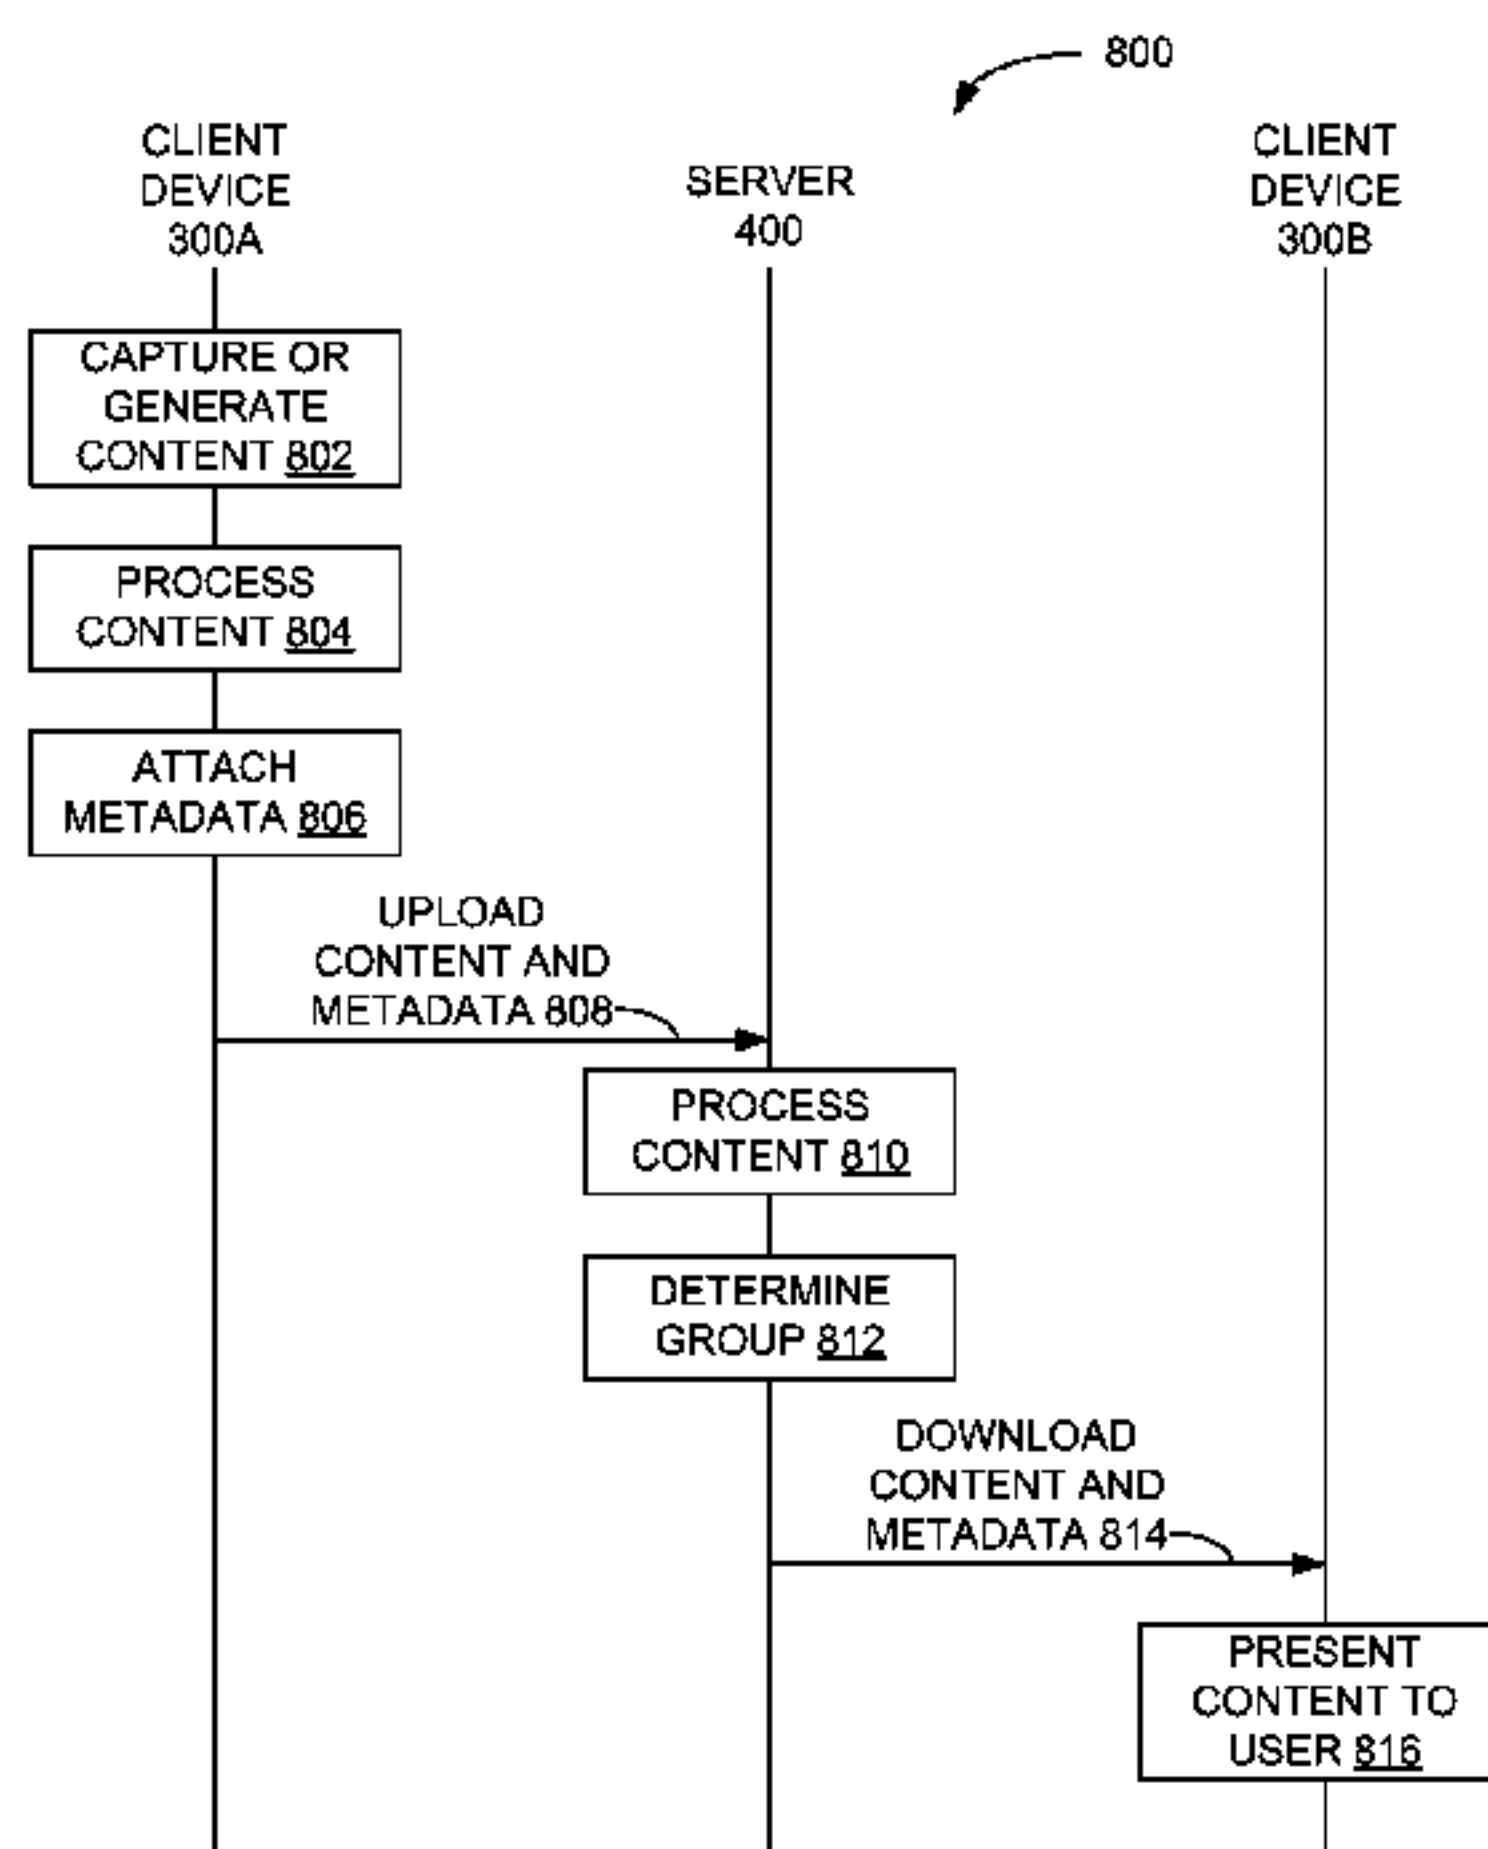 800
CLIENT
DEVICE
300A
SERVER
400
CLIENT
DEVICE
300B
CAPTURE OR
GENERATE
CONTENT 802
PROCESS
CONTENT 804
ATTACH
METADATA 806
UPLOAD
CONTENT AND
METADATA 808
PROCESS
CONTENT 810
DETERMINE
GROUP 812
DOWNLOAD
CONTENT AND
METADATA 814
PRESENT
CONTENT TO
USER 816